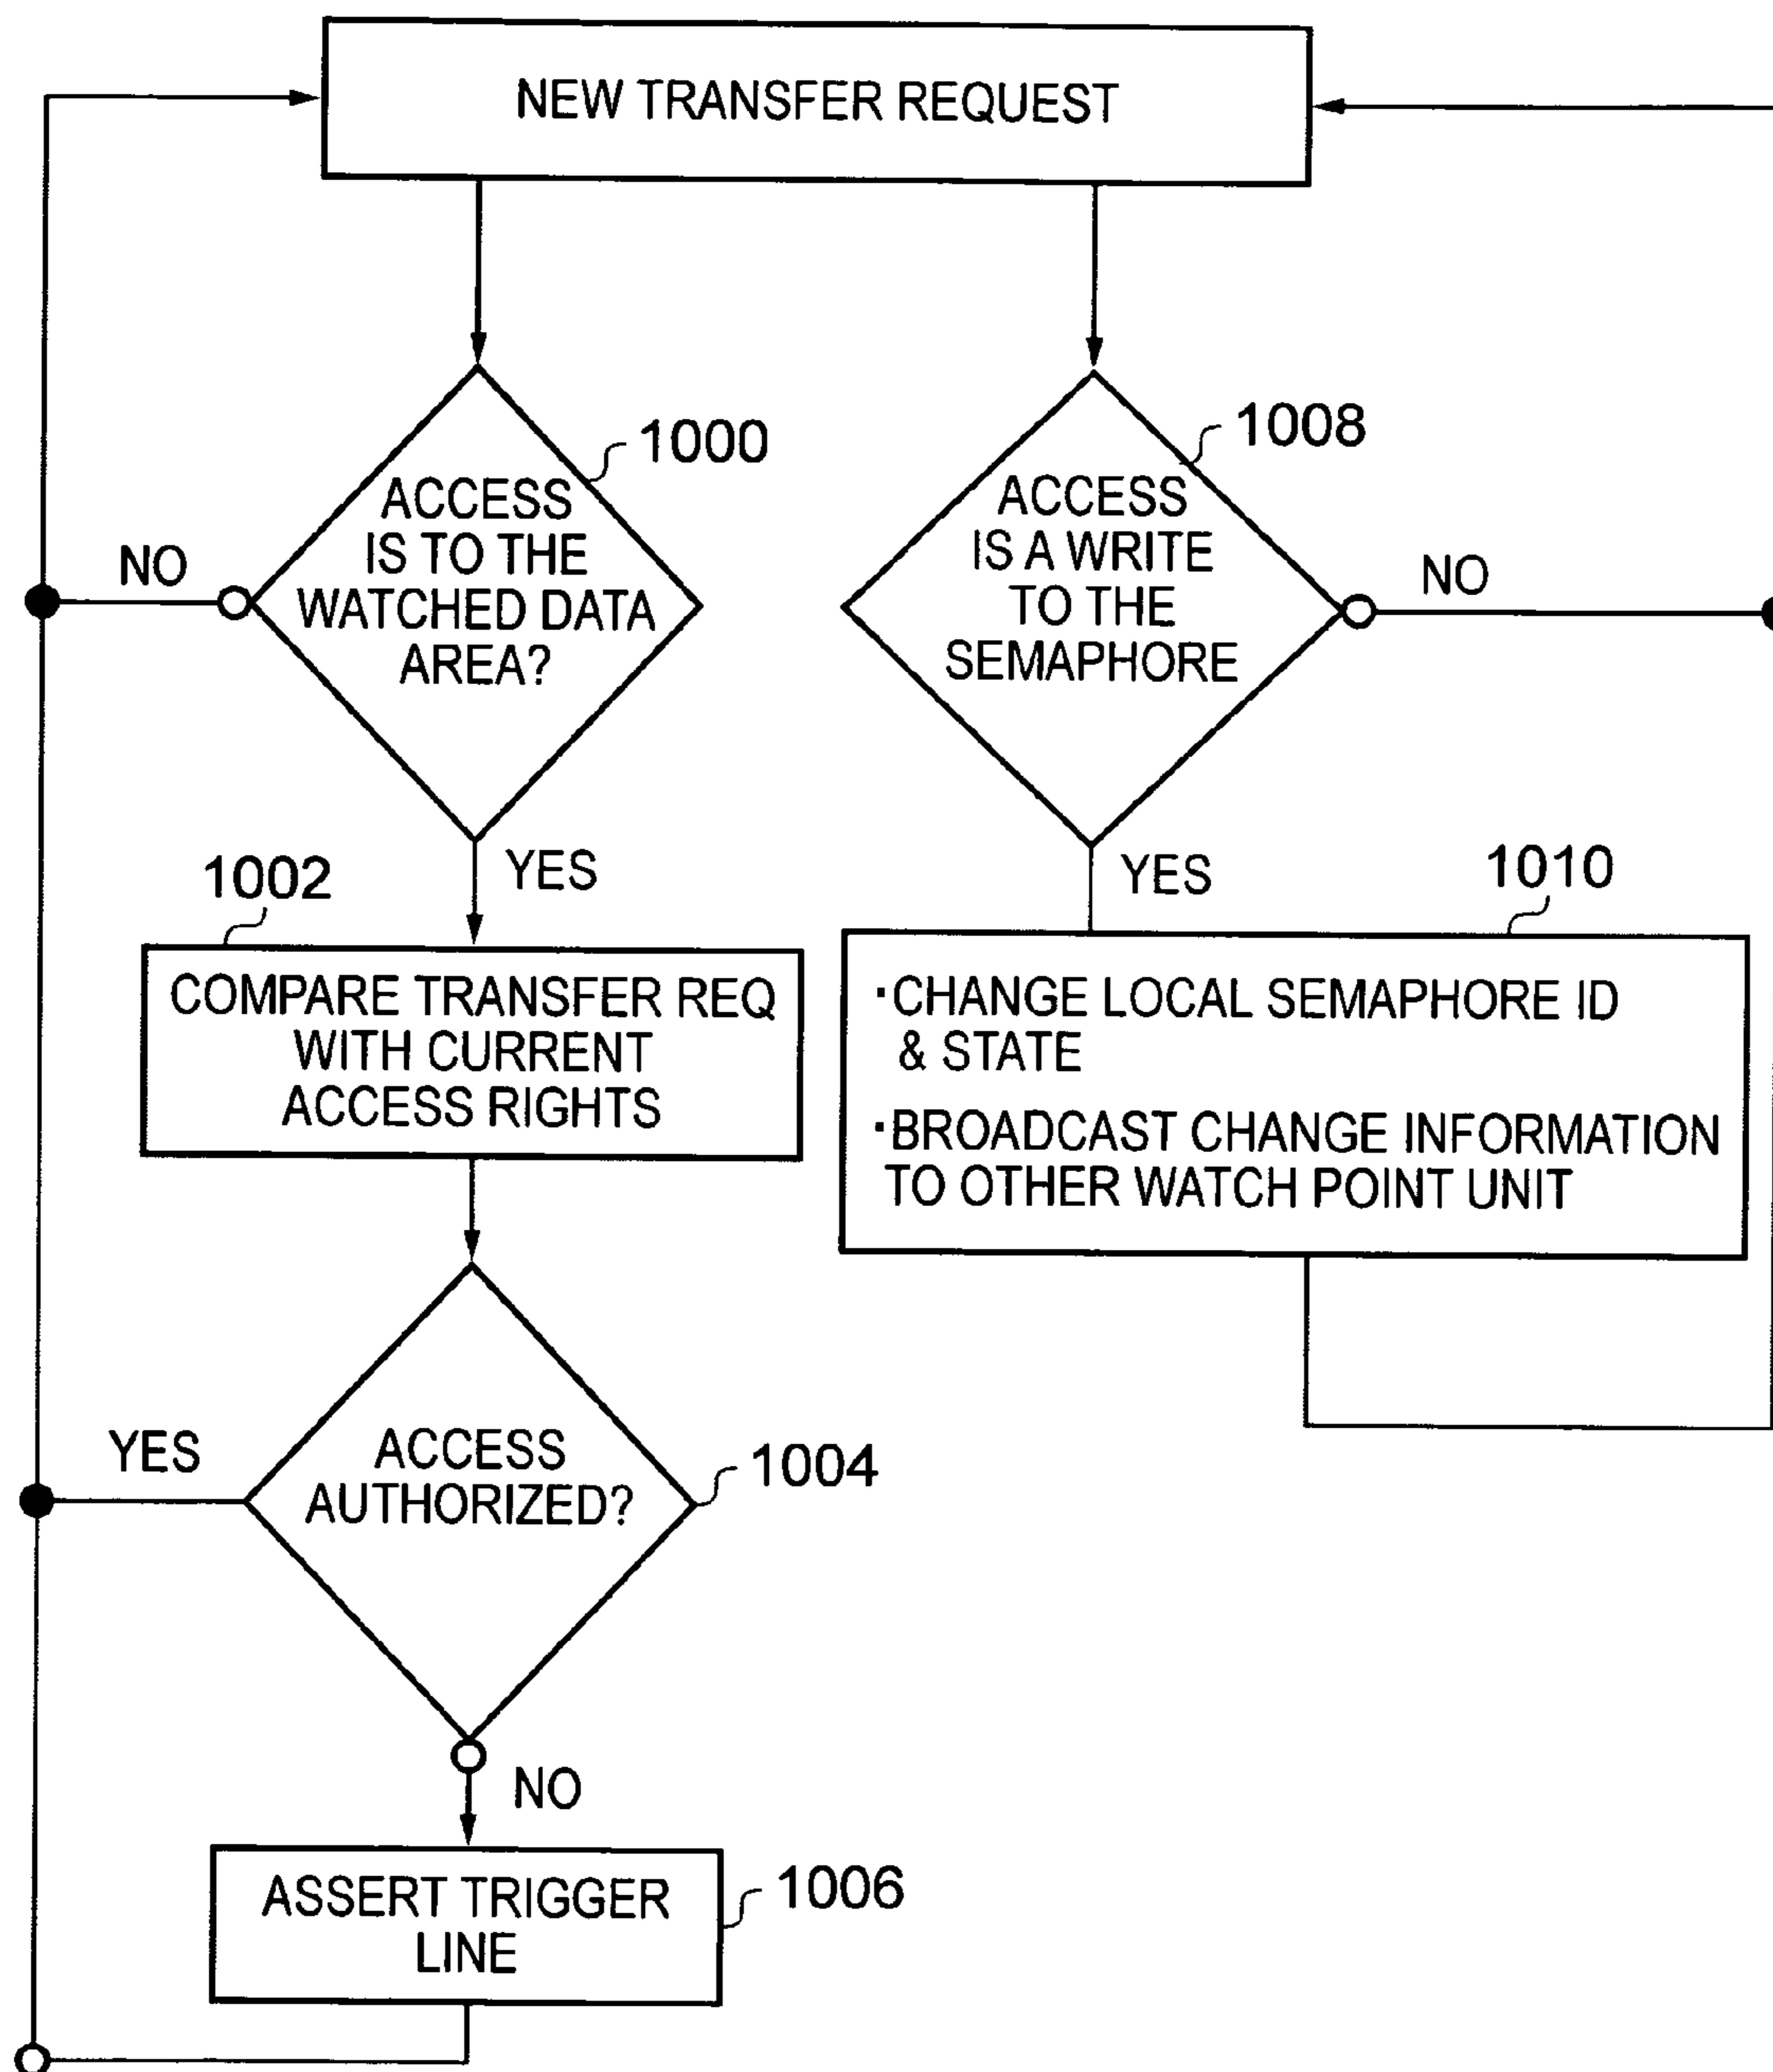 NEW TRANSFER REQUEST
1000
ACCESS
IS TO THE
WATCHED DATA
AREA?
NO
YES
1008
ACCESS
IS A WRITE
TO THE
SEMAPHORE
NO
YES
1002
COMPARE TRANSFER REQ
WITH CURRENT
ACCESS RIGHTS
1010
·CHANGE LOCAL SEMAPHORE ID
& STATE
·BROADCAST CHANGE INFORMATION
TO OTHER WATCH POINT UNIT
YES
ACCESS
AUTHORIZED?
1004
NO
ASSERT TRIGGER
LINE
1006